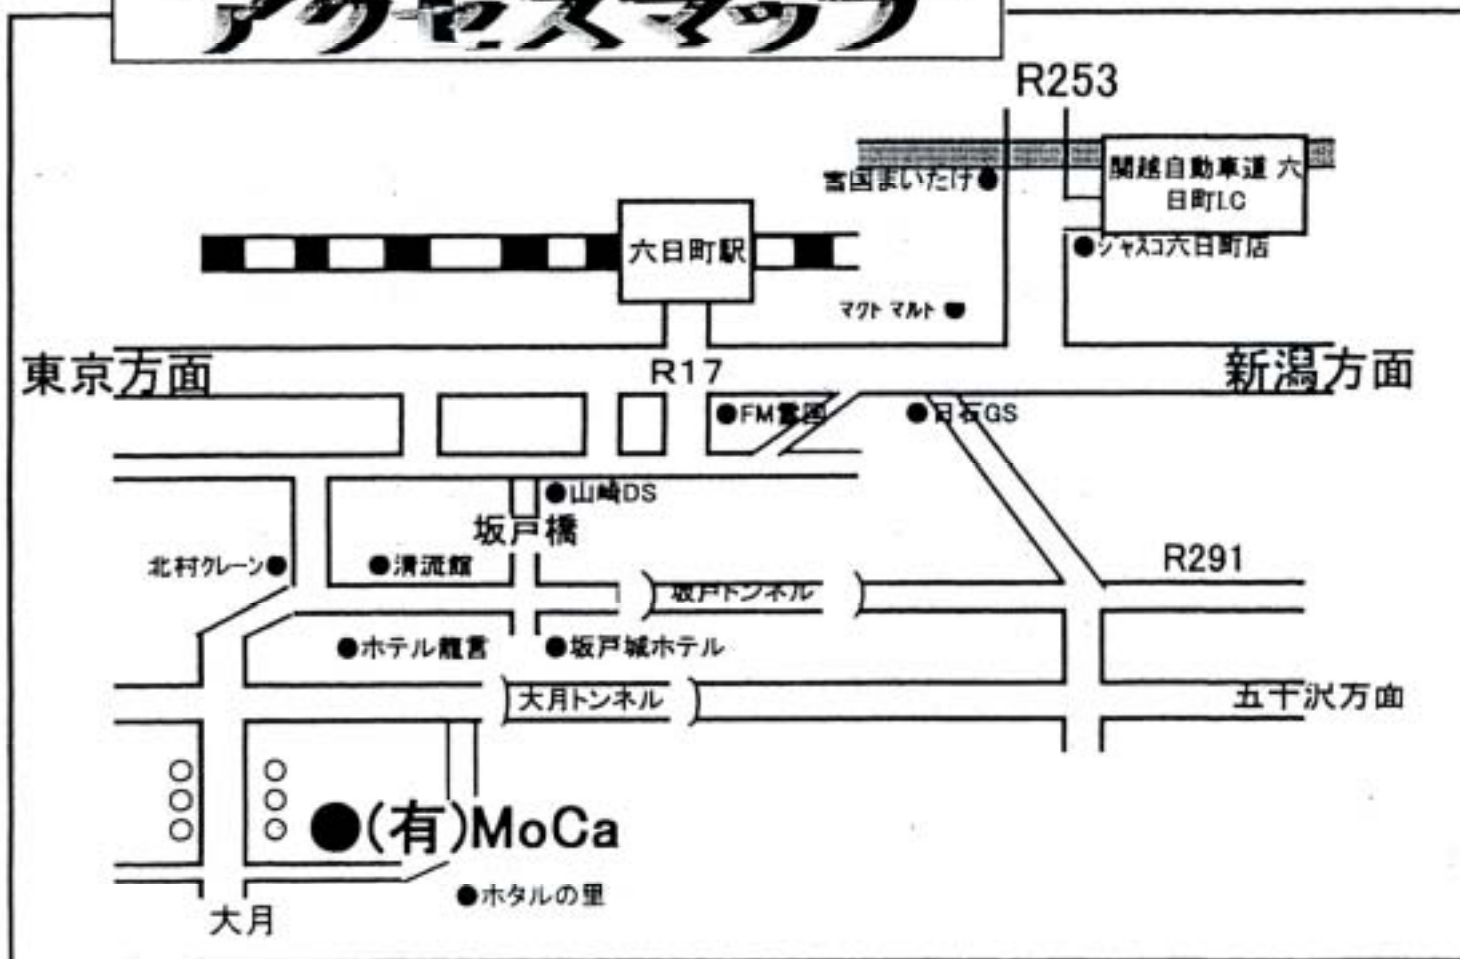 アクセスマップ
R253
関越自動車道 六
日町I.C
雪国まいたけ
六日町駅
ジャスコ六日町店
マクト マルト
東京方面
R17
新潟方面
FM雪国
日石GS
山崎DS
坂戸橋
北村クレーン
清流館
R291
坂戸トンネル
ホテル龍言
坂戸城ホテル
大月トンネル
五十沢方面
(有)MoCa
ホタルの里
大月